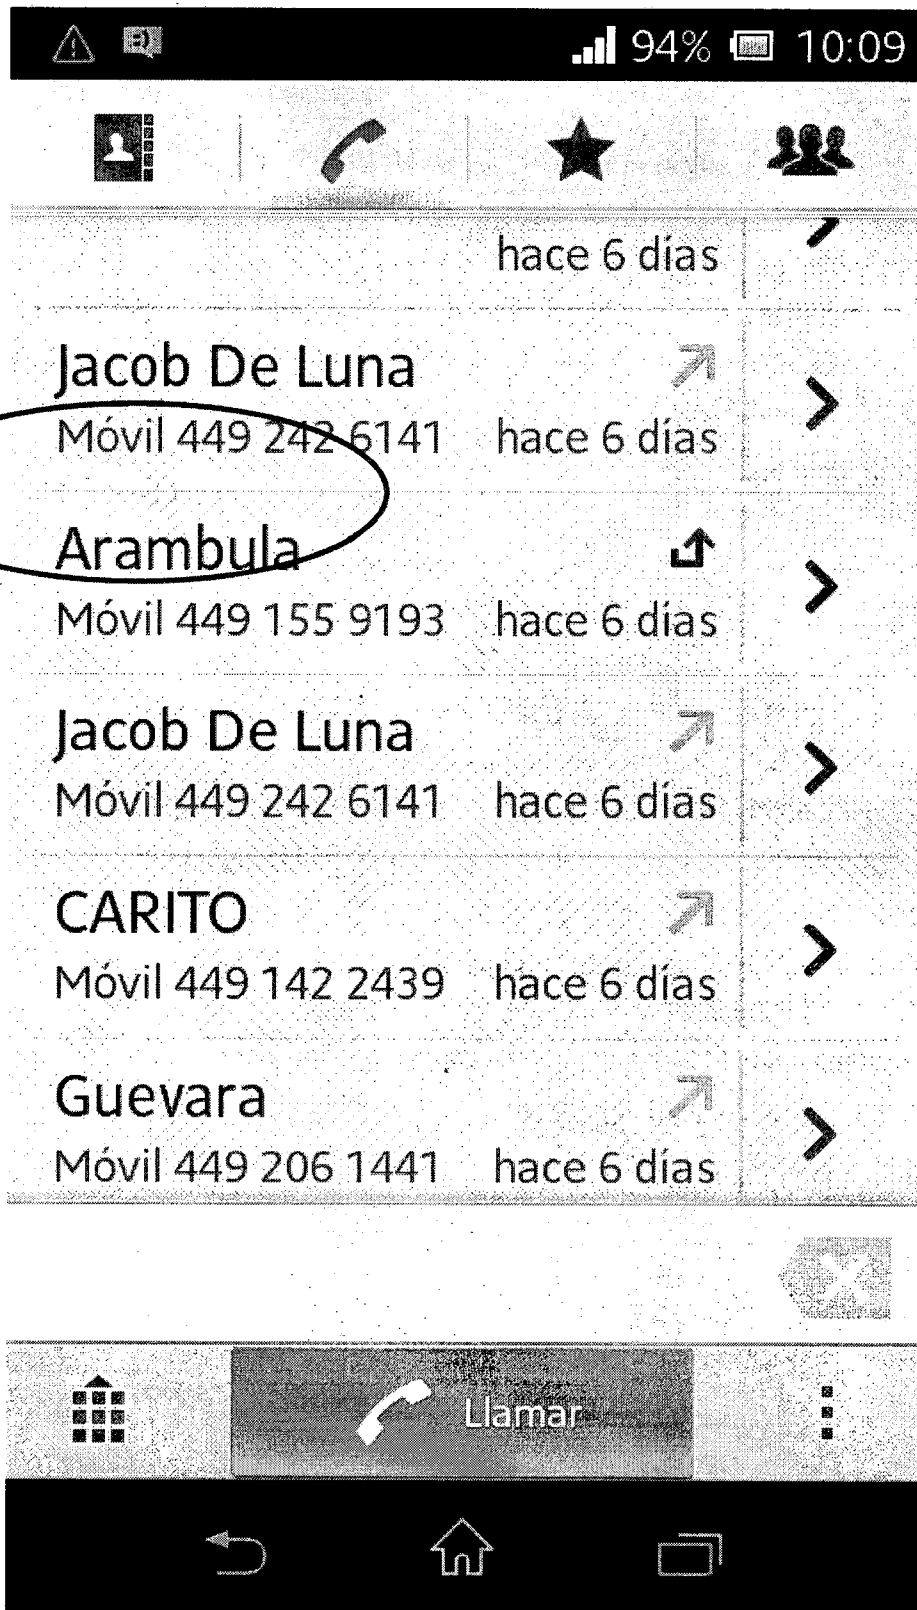 94% 10:09
hace 6 días
Jacob De Luna
Móvil 449 242 6141 hace 6 días
Arambula
Móvil 449 155 9193 hace 6 días
Jacob De Luna
Móvil 449 242 6141 hace 6 días
CARITO
Móvil 449 142 2439 hace 6 días
Guevara
Móvil 449 206 1441 hace 6 días
Llamar